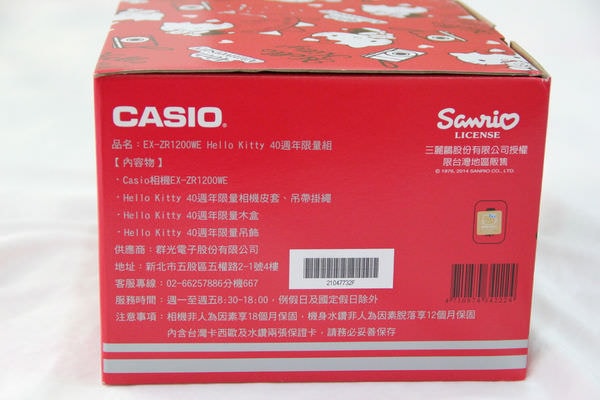 CASIO®
品名：EX-ZR1200WE Hello Kitty 40週年限量組
【內容物】
·Casio相機EX-ZR1200WE
·Hello Kitty 40週年限量相機皮套、吊帶掛繩
·Hello Kitty 40週年限量木盒
·Hello Kitty 40週年限量吊飾
供應商：群光電子股份有限公司
地址：新北市五股區五權路2-1號4樓
客服專線：02-66257886分機667
服務時間：週一至週五8:30-18:00，例假日及國定假日除外
注意事項：相機非人為因素享18個月保固，機身水鑽非人為因素脫落享12個月保固
內含台灣卡西歐及水鑽兩張保證卡，請務必妥善保存
Sanrio
LICENSE
三麗鷗股份有限公司授權
限台灣地區販售
© 1976, 2014 SANRIO CO., LTD.
21047732F